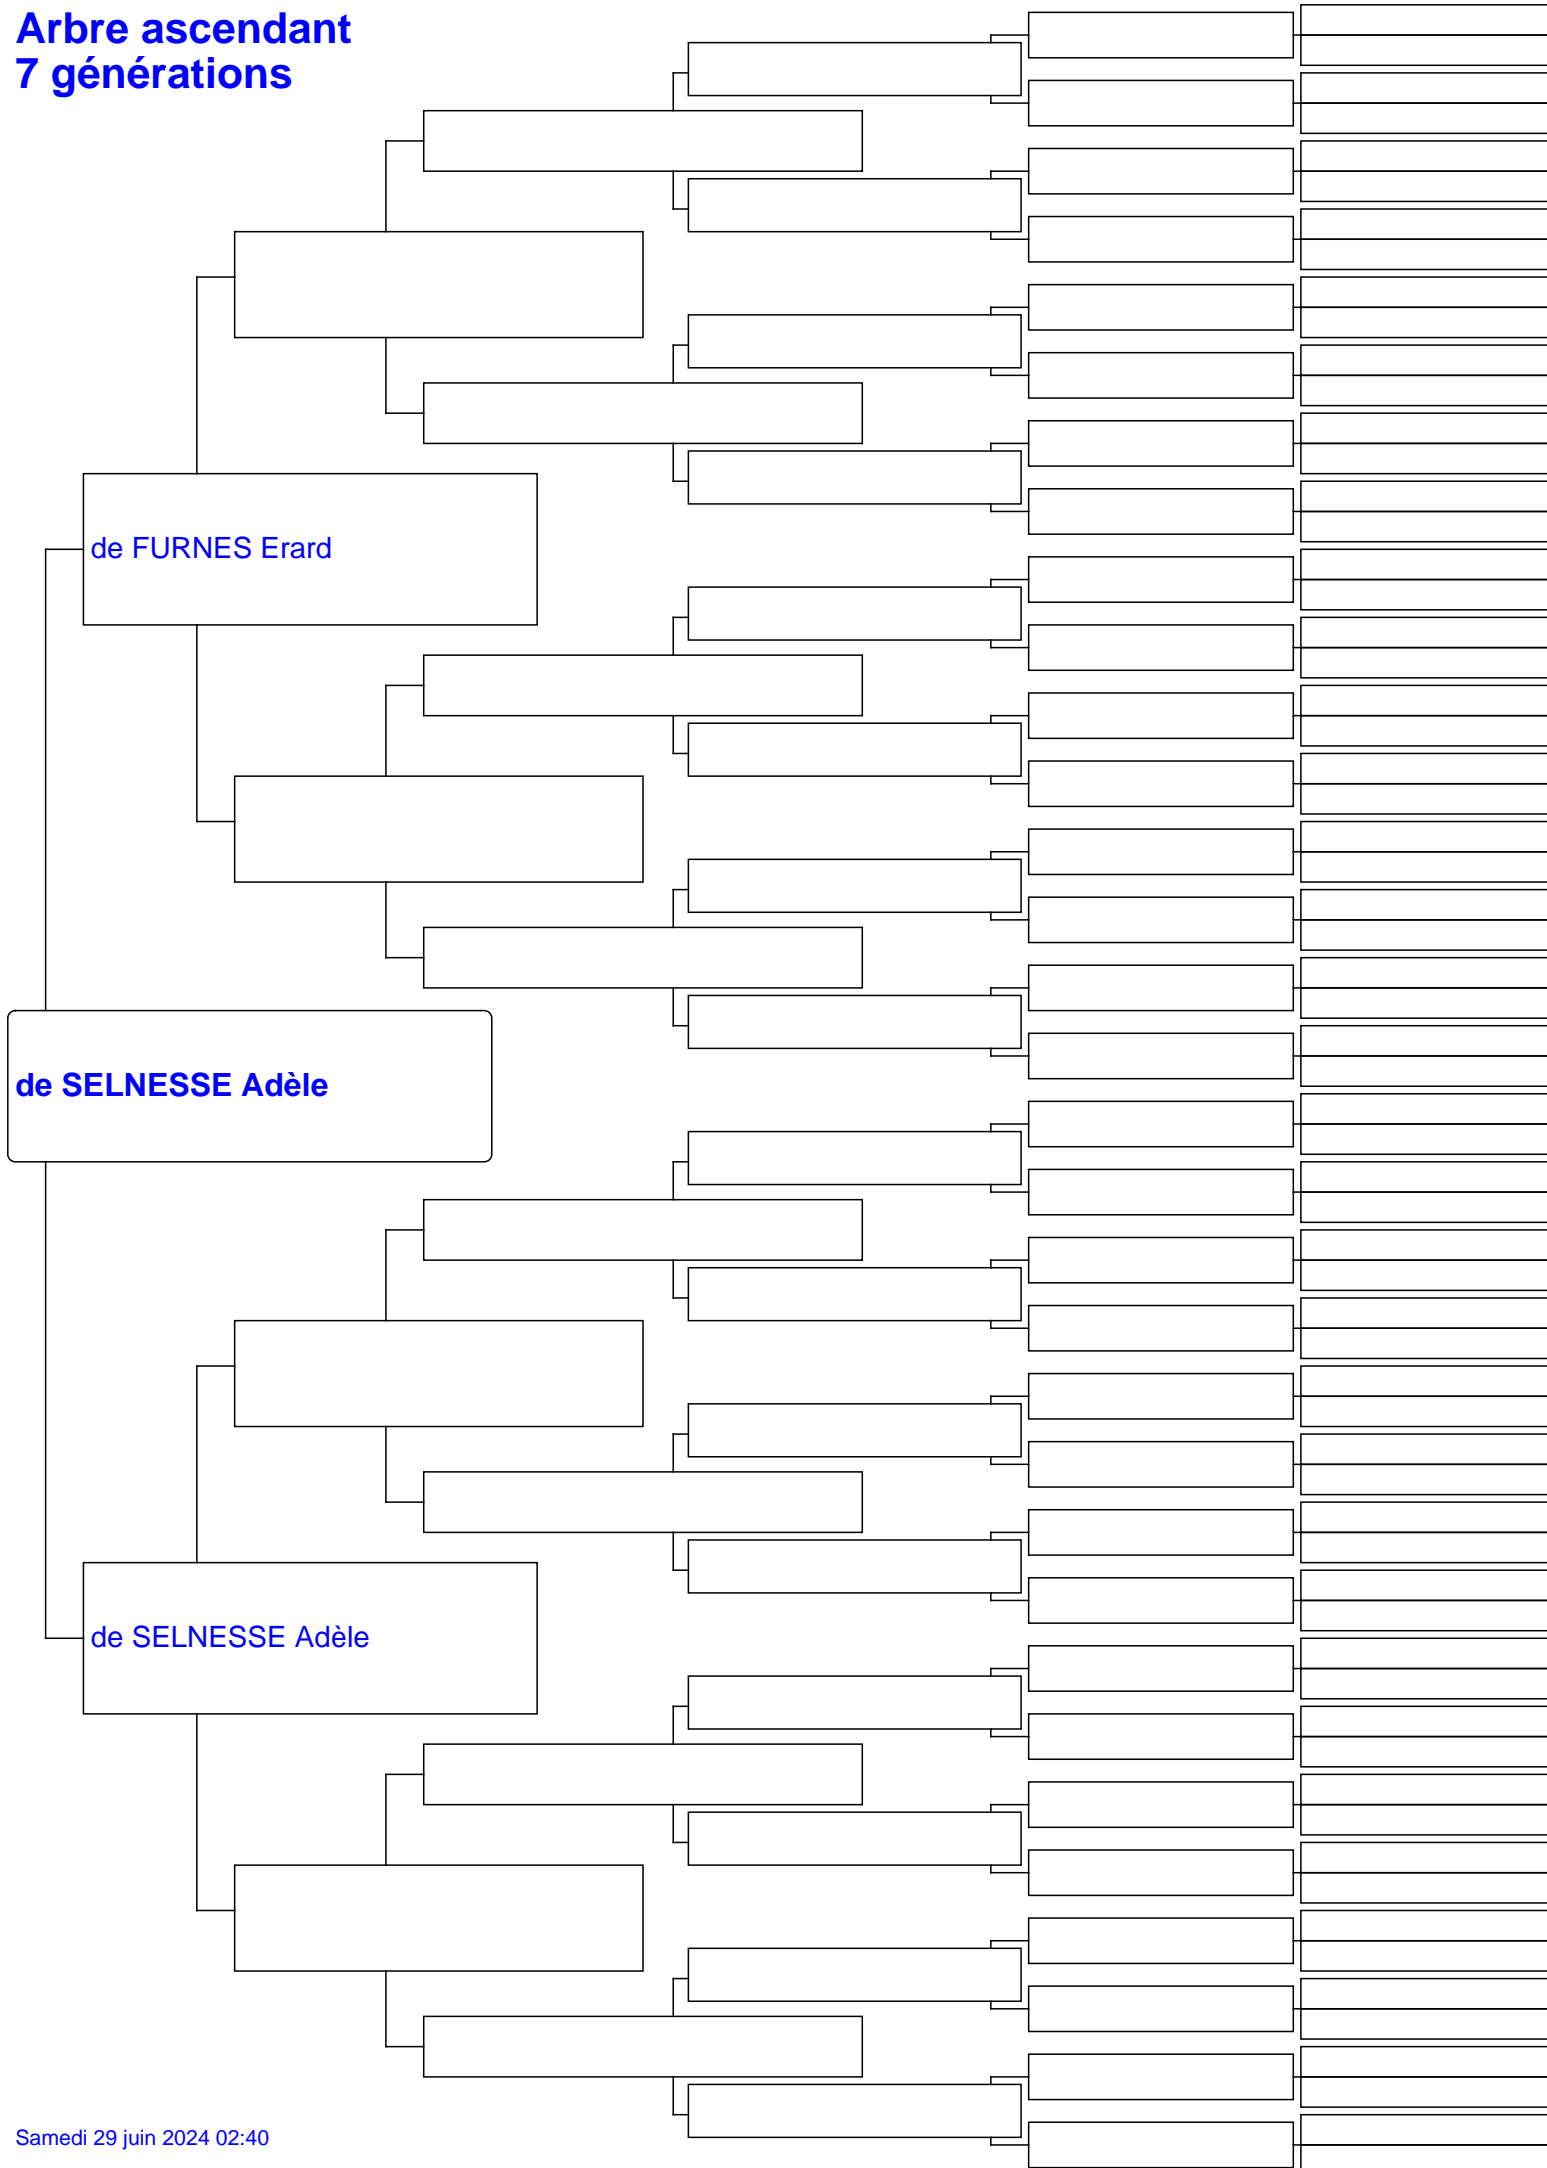 Arbre ascendant
7 générations
de FURNES Erard
de SELNESSE Adèle
de SELNESSE Adèle
Samedi 29 juin 2024 02:40